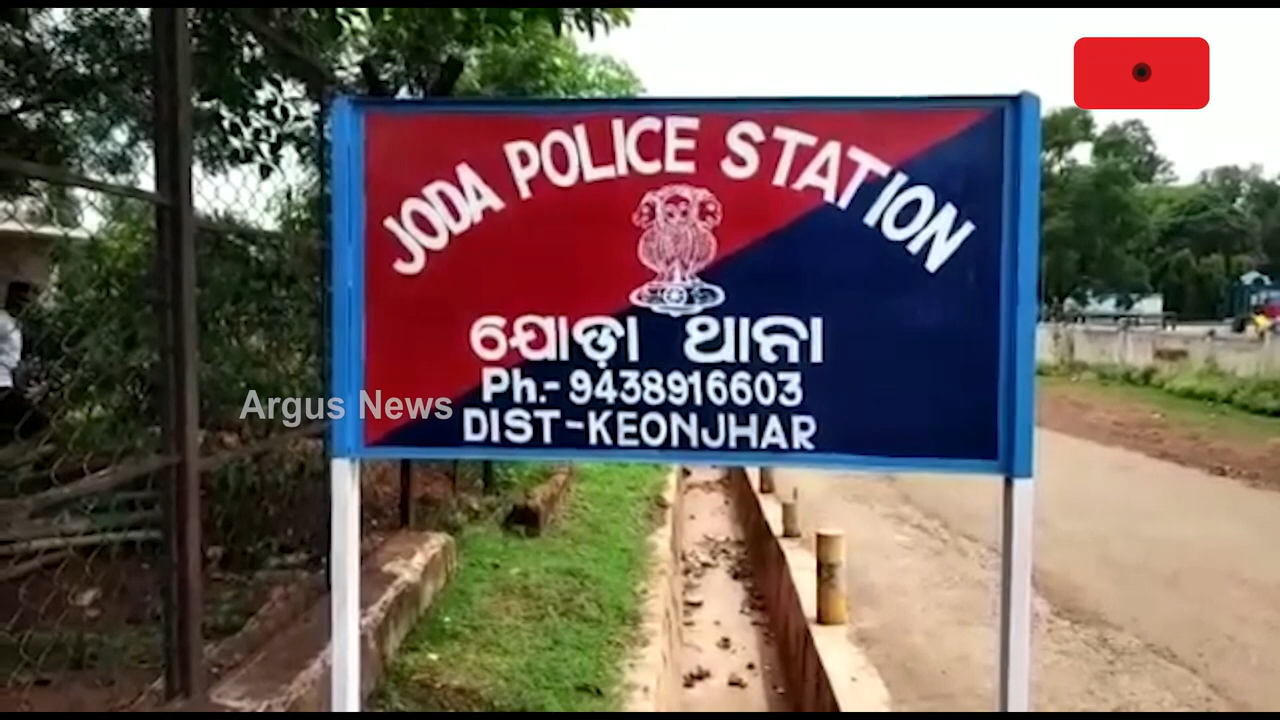 JODA POLICE STATION
ଯୋଡ଼ା ଥାନା
Ph.- 9438916603
DIST-KEONJHAR
Argus News